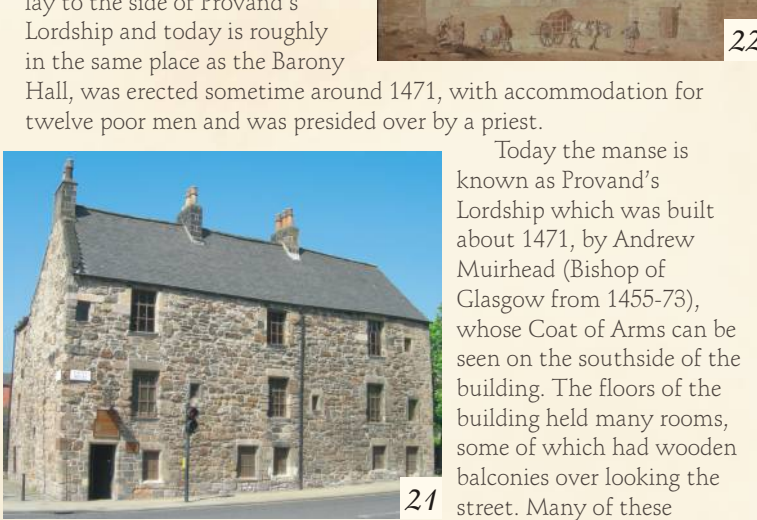 lay to the side of Provand's
Lordship and today is roughly
in the same place as the Barony
22
Hall, was erected sometime around 1471, with accommodation for
twelve poor men and was presided over by a priest.
Today the manse is
known as Provand's
Lordship which was built
about 1471, by Andrew
Muirhead (Bishop of
Glasgow from 1455-73),
whose Coat of Arms can be
seen on the southside of the
building. The floors of the
building held many rooms,
some of which had wooden
balconies over looking the
street. Many of these
21